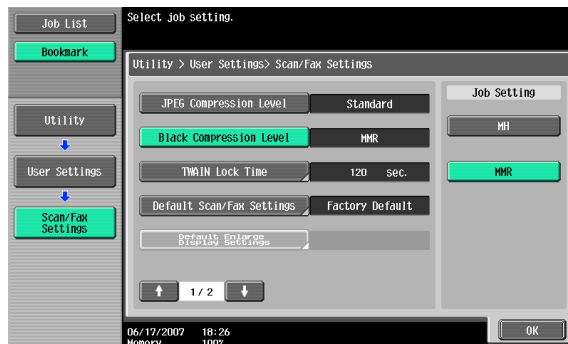 Job List
Select job setting.
Bookmark
Utility > User Settings> Scan/Fax Settings
Utility
User Settings
Scan/Fax
Settings
JPEG Compression Level Standard
Black Compression Level MMR
TWAIN Lock Time 120 sec.
Default Scan/Fax Settings Factory Default
Default Enlarge
Display Settings
1/2
Job Setting
MH
MMR
06/17/2007 18:26
Memory 100%
OK